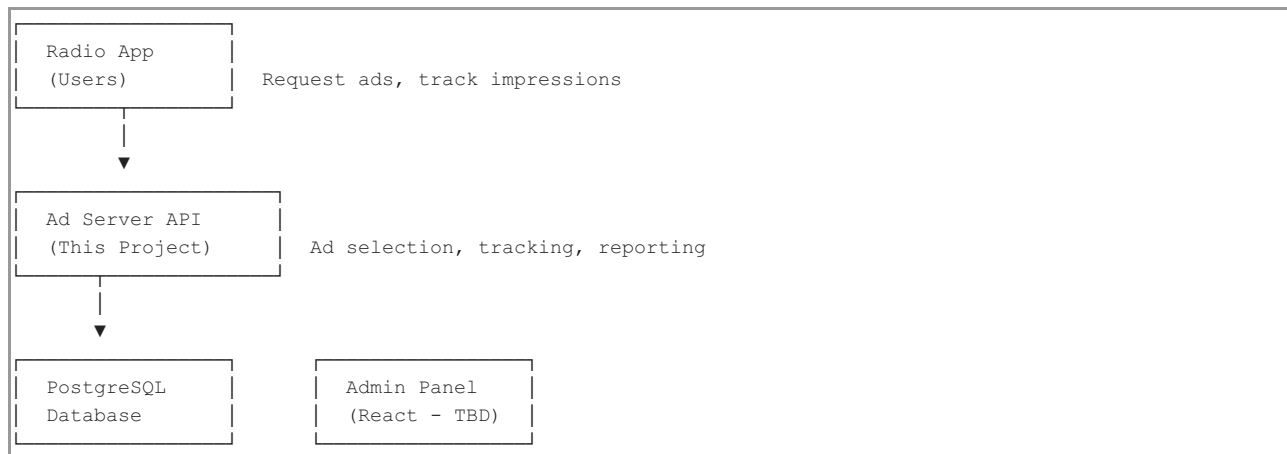 Radio App
(Users) Request ads, track impressions
Ad Server API
(This Project) Ad selection, tracking, reporting
PostgreSQL Admin Panel
Database (React - TBD)